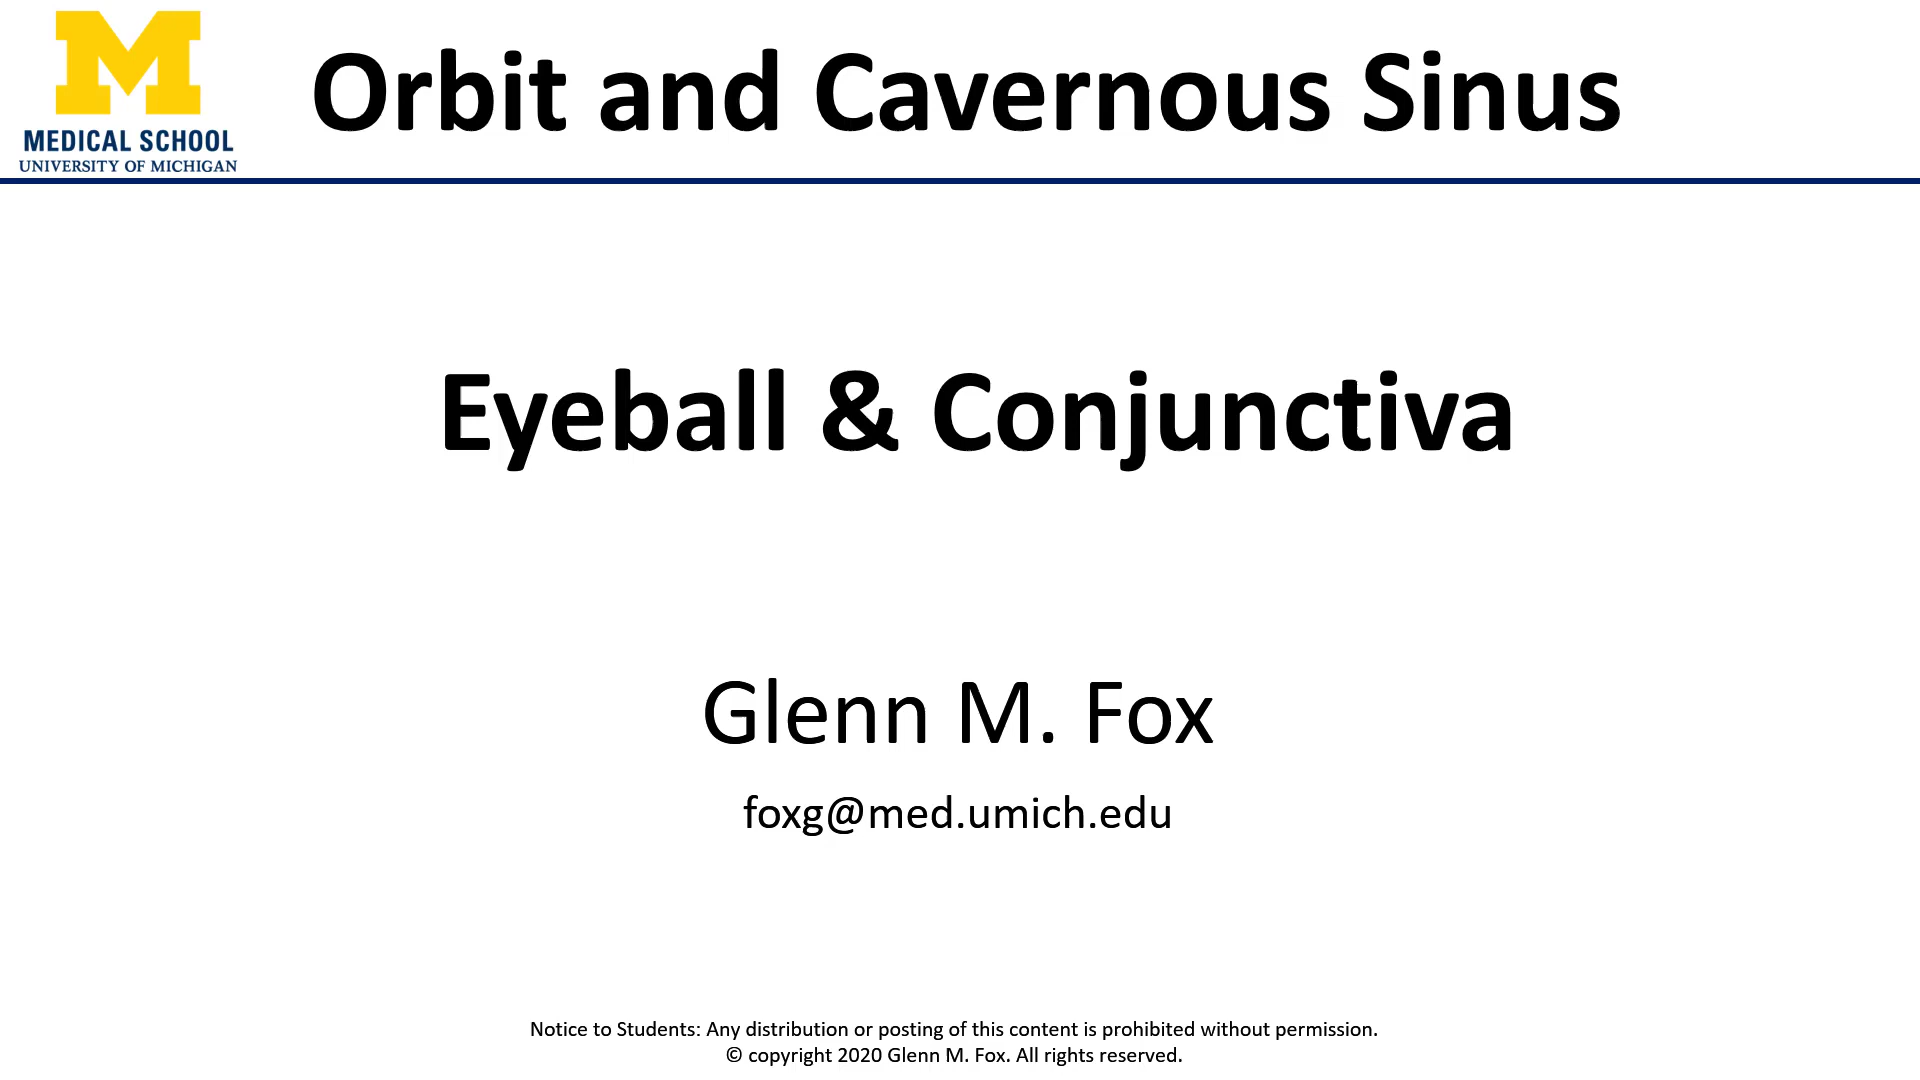 MEDICAL SCHOOL
UNIVERSITY OF MICHIGAN
Orbit and Cavernous Sinus
Eyeball & Conjunctiva
Glenn M. Fox
foxg@med.umich.edu
Notice to Students: Any distribution or posting of this content is prohibited without permission.
© copyright 2020 Glenn M. Fox. All rights reserved.